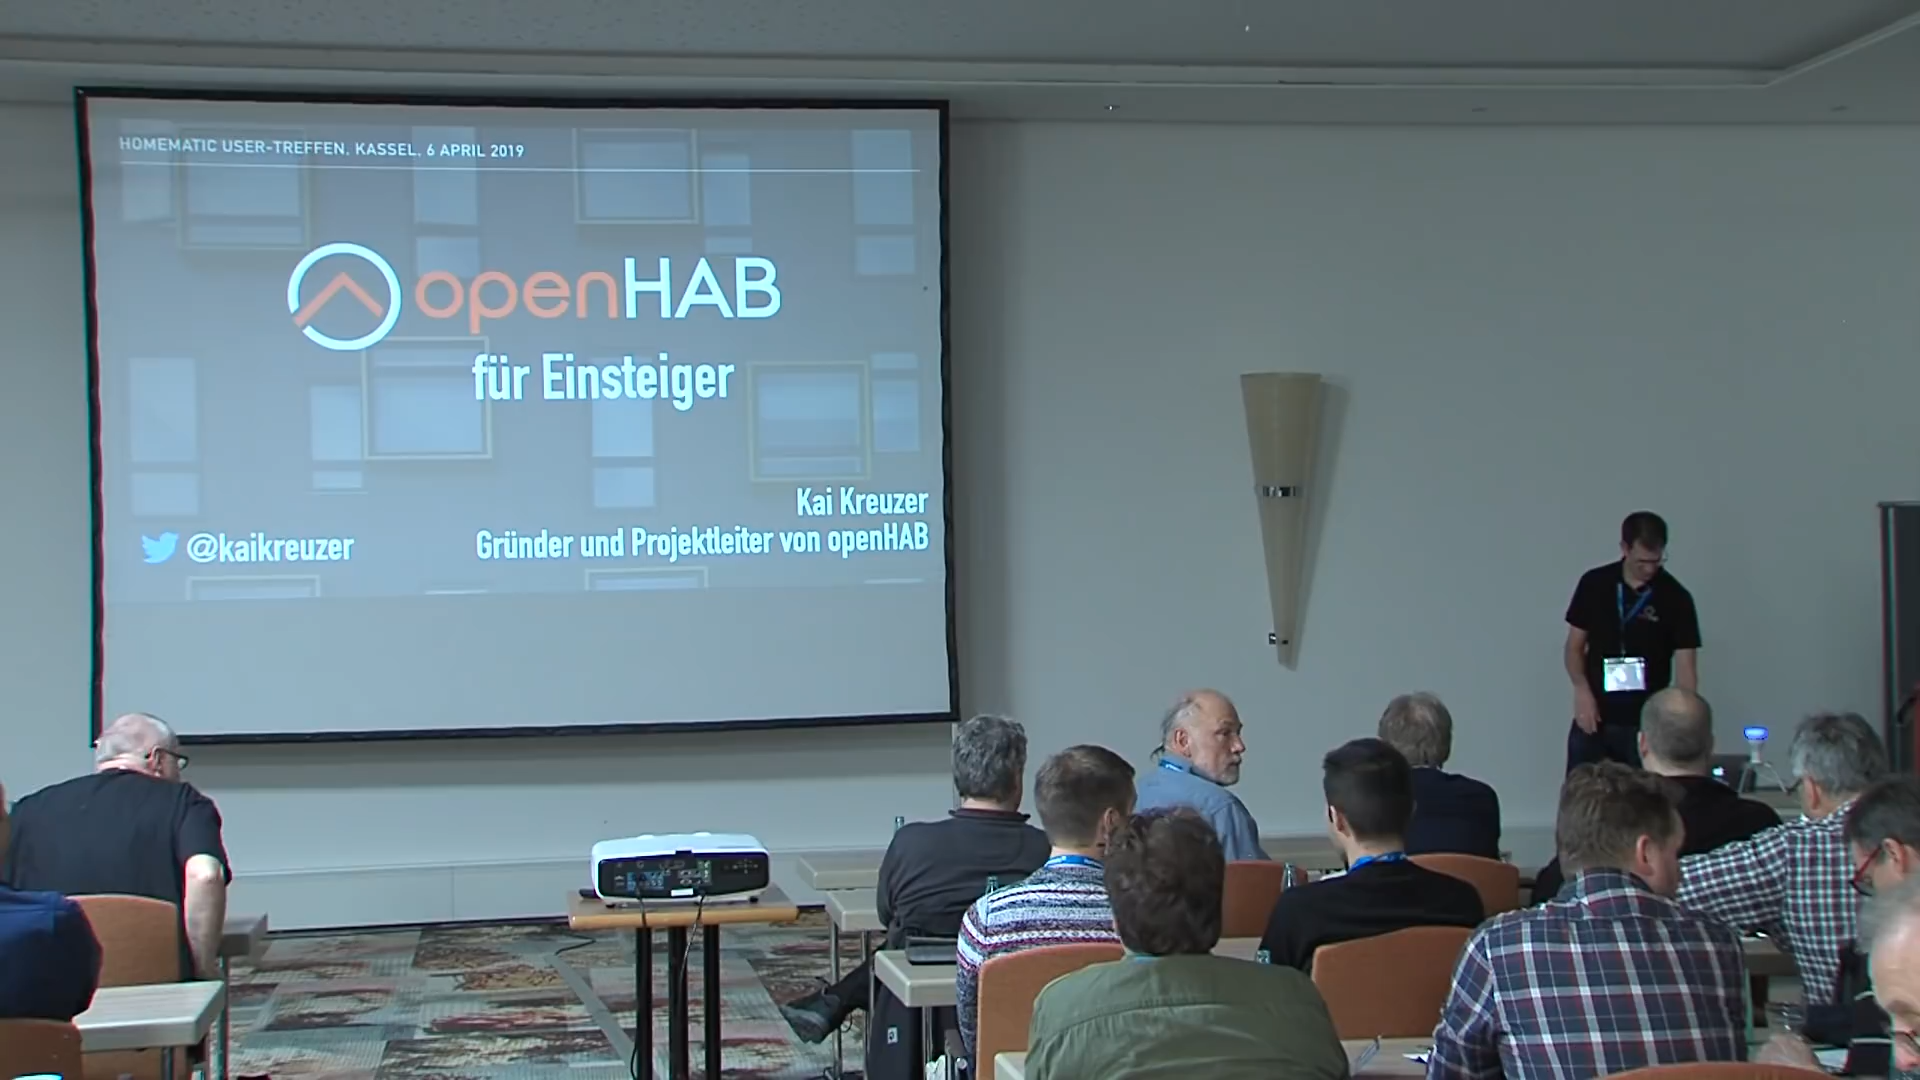 HOMEMATIC USER-TREFFEN, KASSEL, 6 APRIL 2019
openHAB
für Einsteiger
Kai Kreuzer
@kaikreuzer
Gründer und Projektleiter von openHAB